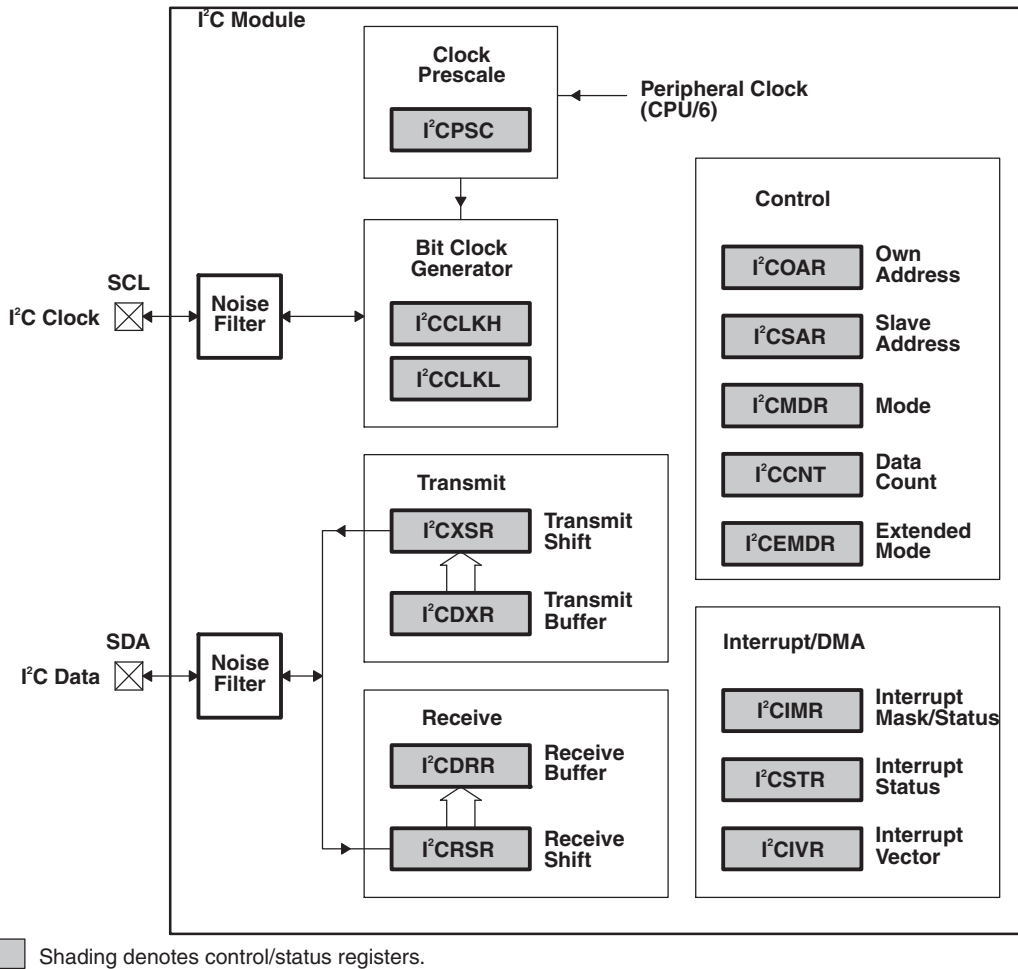 I²C Module
Clock
Prescale
I²CPSC
Peripheral Clock
(CPU/6)
Bit Clock
Generator
I²CCLKH
I²CCLKL
SCL
I²C Clock
Noise
Filter
Control
I²COAR
Own
Address
I²CSAR
Slave
Address
I²CMDR
Mode
I²CCNT
Data
Count
I²CEMDR
Extended
Mode
Transmit
I²CXSR
Transmit
Shift
I²CDXR
Transmit
Buffer
SDA
I²C Data
Noise
Filter
Receive
I²CDRR
Receive
Buffer
I²CRSR
Receive
Shift
Interrupt/DMA
I²CIMR
Interrupt
Mask/Status
I²CSTR
Interrupt
Status
I²CIVR
Interrupt
Vector
Shading denotes control/status registers.